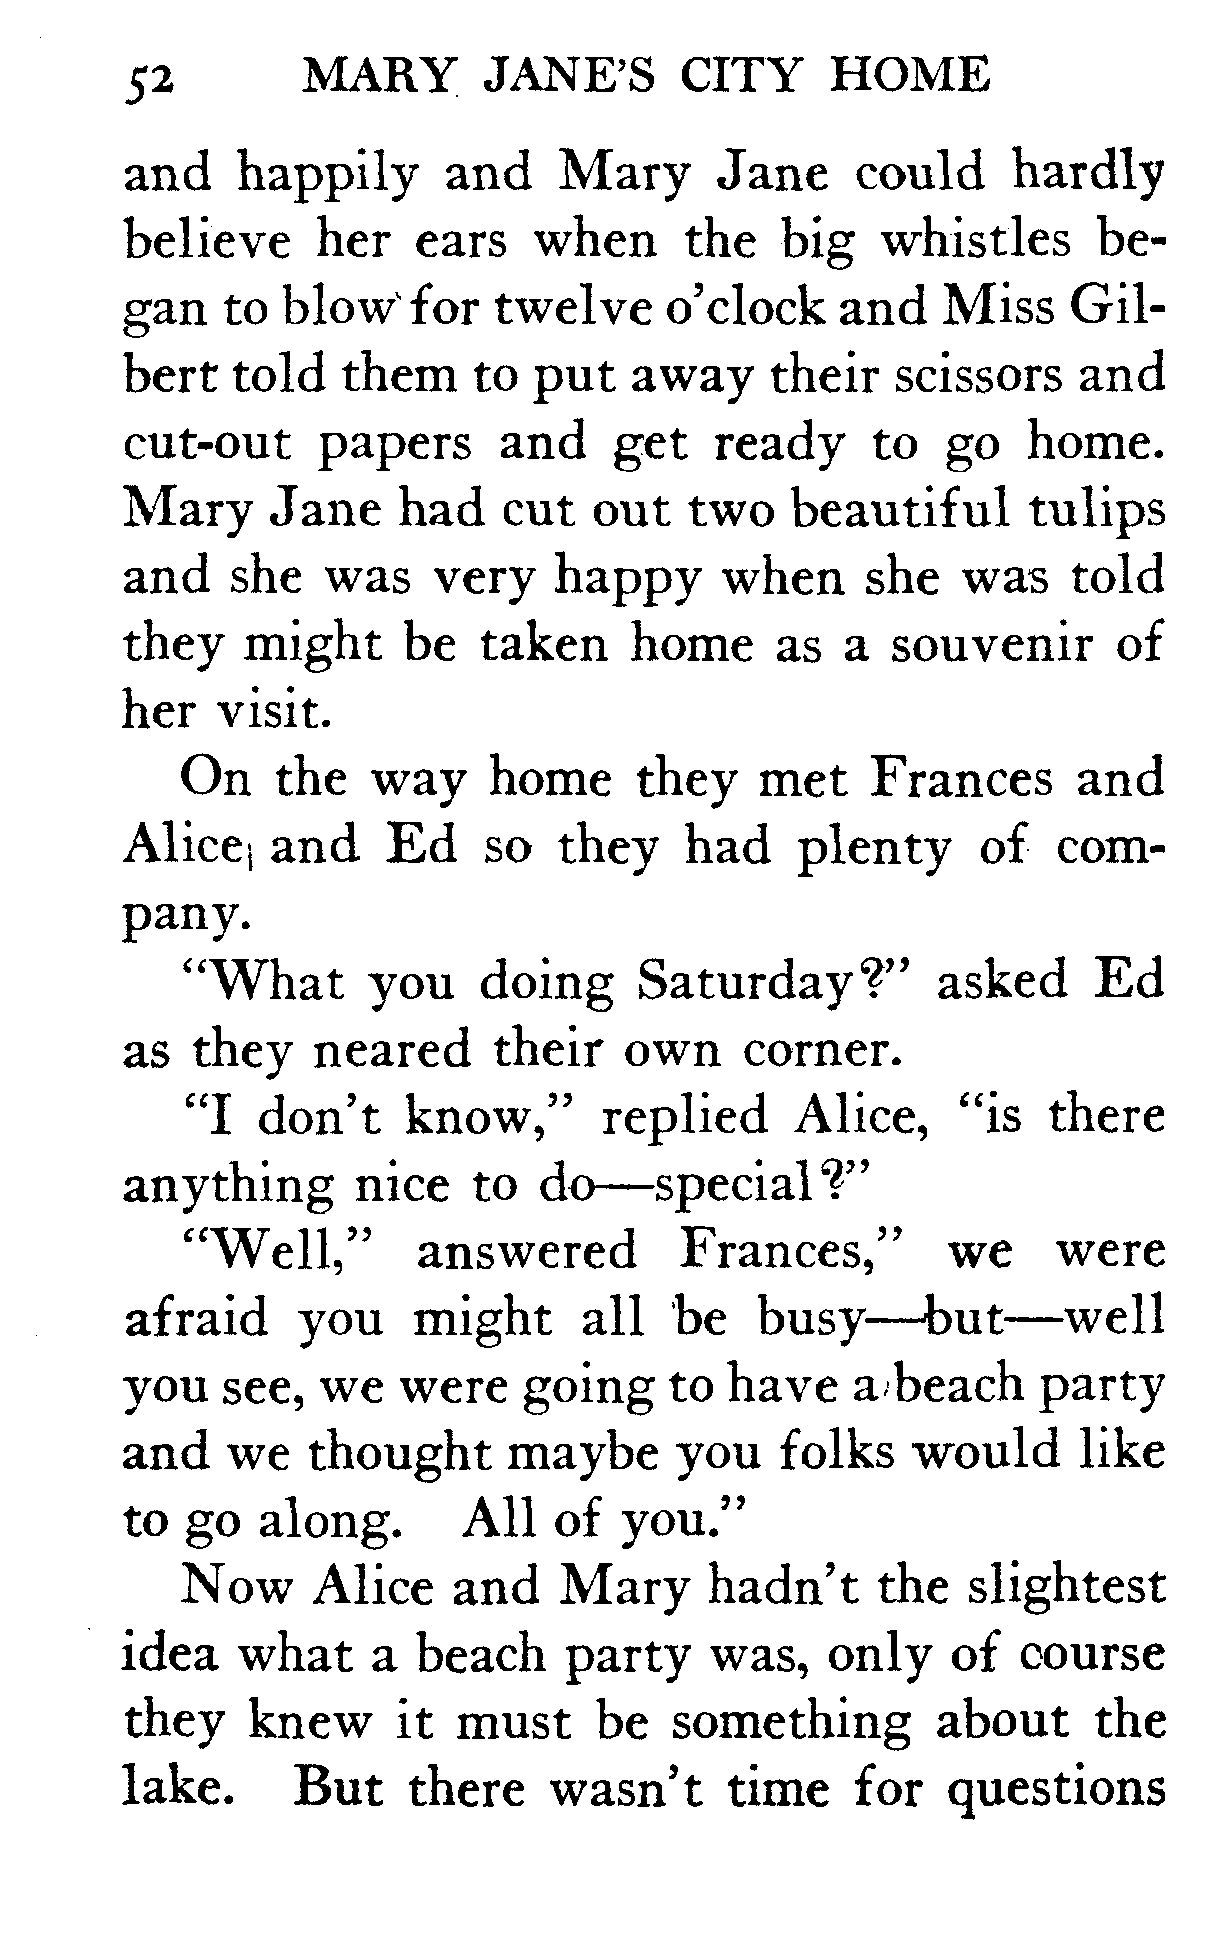 52 MARY JANE'S CITY HOME
and happily and Mary Jane could hardly
believe her ears when the big whistles be-
gan to blow for twelve o'clock and Miss Gil-
bert told them to put away their scissors and
cut-out papers and get ready to go home.
Mary Jane had cut out two beautiful tulips
and she was very happy when she was told
they might be taken home as a souvenir of
her visit.
On the way home they met Frances and
Alice and Ed so they had plenty of com-
pany.
“What you doing Saturday?” asked Ed
as they neared their own corner.
“I don't know,” replied Alice, “is there
anything nice to do—special?”
“Well,” answered Frances,” we were
afraid you might all be busy—but—well
you see, we were going to have a beach party
and we thought maybe you folks would like
to go along. All of you.”
Now Alice and Mary hadn't the slightest
idea what a beach party was, only of course
they knew it must be something about the
lake. But there wasn't time for questions